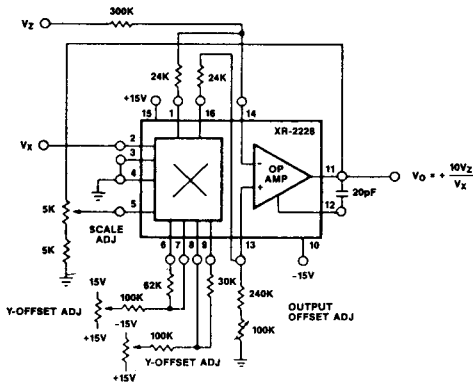 VZ
300K
24K
24K
+15V
15
1
16
14
XR-2228
VX
2
3
4
5
OP
AMP
11
12
20pF
VO = + 10VZ
VX
5K
5K
SCALE
ADJ
6
7
8
9
13
10
-15V
62K
30K
240K
OUTPUT
OFFSET ADJ
15V
100K
Y-OFFSET ADJ
+15V
-15V
100K
100K
Y-OFFSET ADJ
+15V